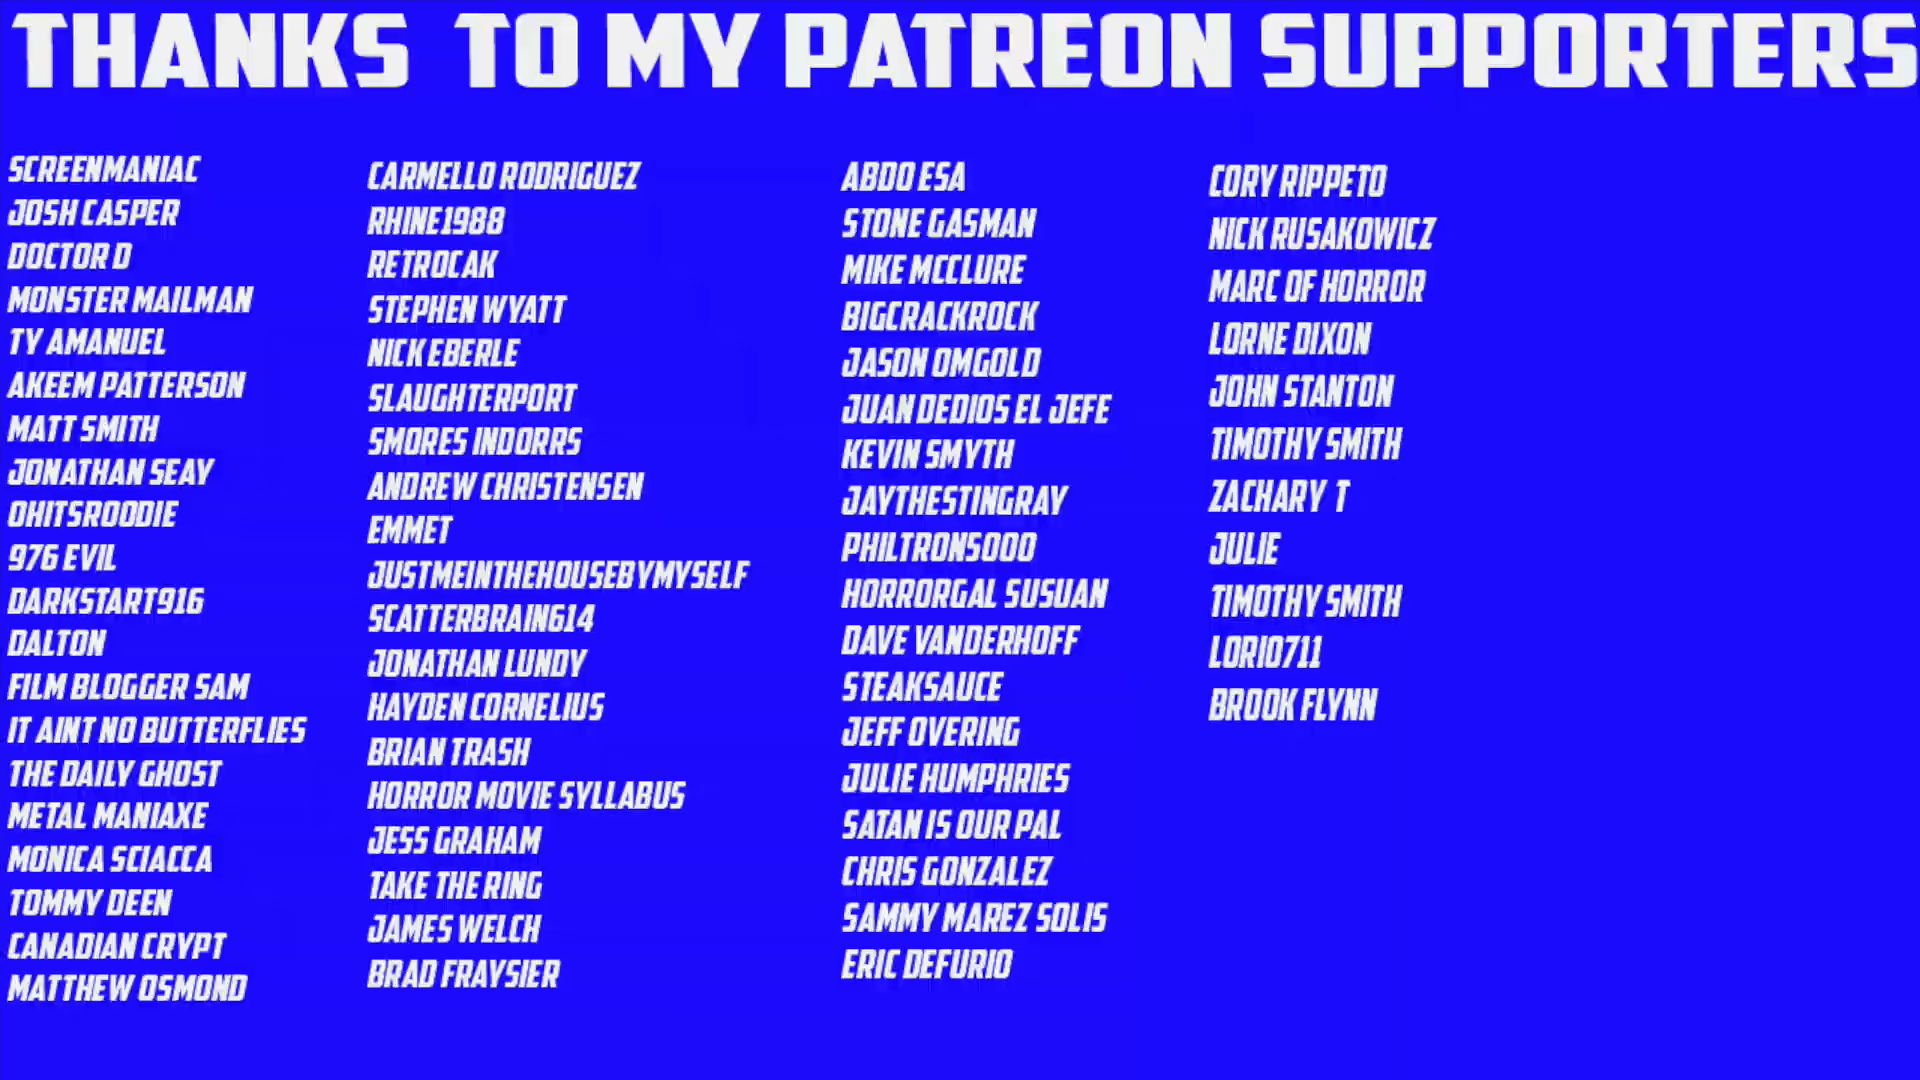 THANKS TO MY PATREON SUPPORTERS
SCREENMANIAC
JOSH CASPER
DOCTOR D
MONSTER MAILMAN
TY AMANUEL
AKEEM PATTERSON
MATT SMITH
JONATHAN SEAY
OHITSROODIE
976 EVIL
DARKSTART916
DALTON
FILM BLOGGER SAM
IT AINT NO BUTTERFLIES
THE DAILY GHOST
METAL MANIAXE
MONICA SCIACCA
TOMMY DEEN
CANADIAN CRYPT
MATTHEW OSMOND
CARMELLO RODRIGUEZ
RHINE1988
RETROCAK
STEPHEN WYATT
NICK EBERLE
SLAUGHTERPORT
SMORES INDORRS
ANDREW CHRISTENSEN
EMMET
JUSTMEINTHEHOUSEBYMYSELF
SCATTERBRAIN614
JONATHAN LUNDY
HAYDEN CORNELIUS
BRIAN TRASH
HORROR MOVIE SYLLABUS
JESS GRAHAM
TAKE THE RING
JAMES WELCH
BRAD FRAYSIER
ABDO ESA
STONE GASMAN
MIKE MCCLURE
BIGCRACKROCK
JASON OMGOLD
JUAN DEDIOS EL JEFE
KEVIN SMYTH
JAYTHESTINGRAY
PHILTRON5000
HORRORGAL SUSUAN
DAVE VANDERHOFF
STEAKSAUCE
JEFF OVERING
JULIE HUMPHRIES
SATAN IS OUR PAL
CHRIS GONZALEZ
SAMMY MAREZ SOLIS
ERIC DEFURIO
CORY RIPPETO
NICK RUSAKOWICZ
MARC OF HORROR
LORNE DIXON
JOHN STANTON
TIMOTHY SMITH
ZACHARY T
JULIE
TIMOTHY SMITH
LORI0711
BROOK FLYNN